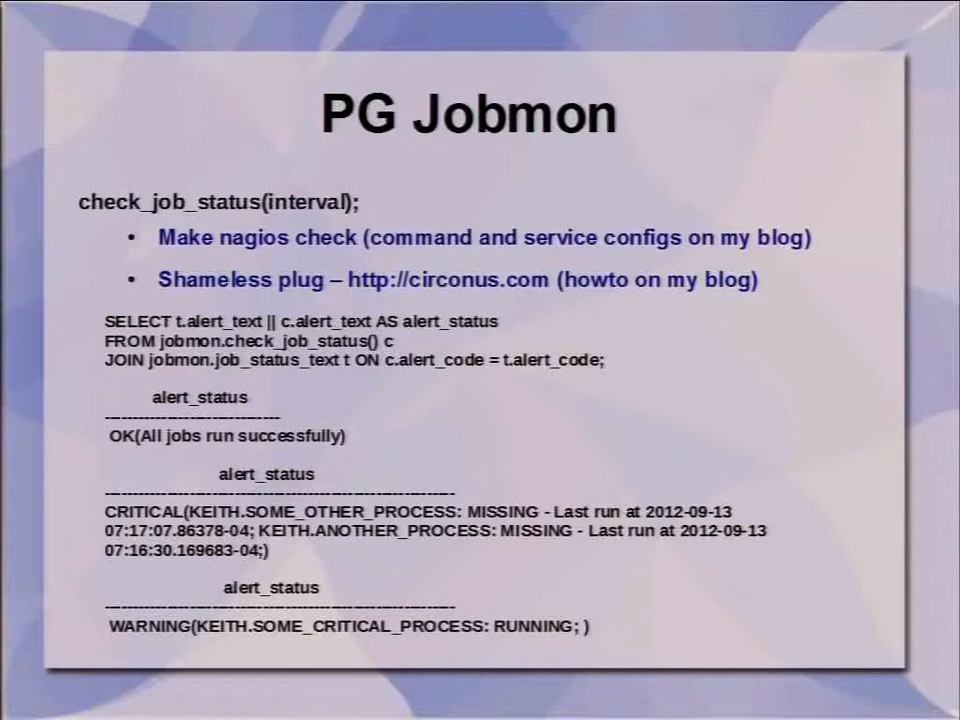 PG Jobmon
check_job_status(interval);
• Make nagios check (command and service configs on my blog)
• Shameless plug – http://circonus.com (howto on my blog)
SELECT t.alert_text || c.alert_text AS alert_status
FROM jobmon.check_job_status() c
JOIN jobmon.job_status_text t ON c.alert_code = t.alert_code;
alert_status
-------------------------------
OK(All jobs run successfully)
alert_status
--------------------------------------------------------------
CRITICAL(KEITH.SOME_OTHER_PROCESS: MISSING - Last run at 2012-09-13
07:17:07.86378-04; KEITH.ANOTHER_PROCESS: MISSING - Last run at 2012-09-13
07:16:30.169683-04;)
alert_status
--------------------------------------------------------------
WARNING(KEITH.SOME_CRITICAL_PROCESS: RUNNING; )